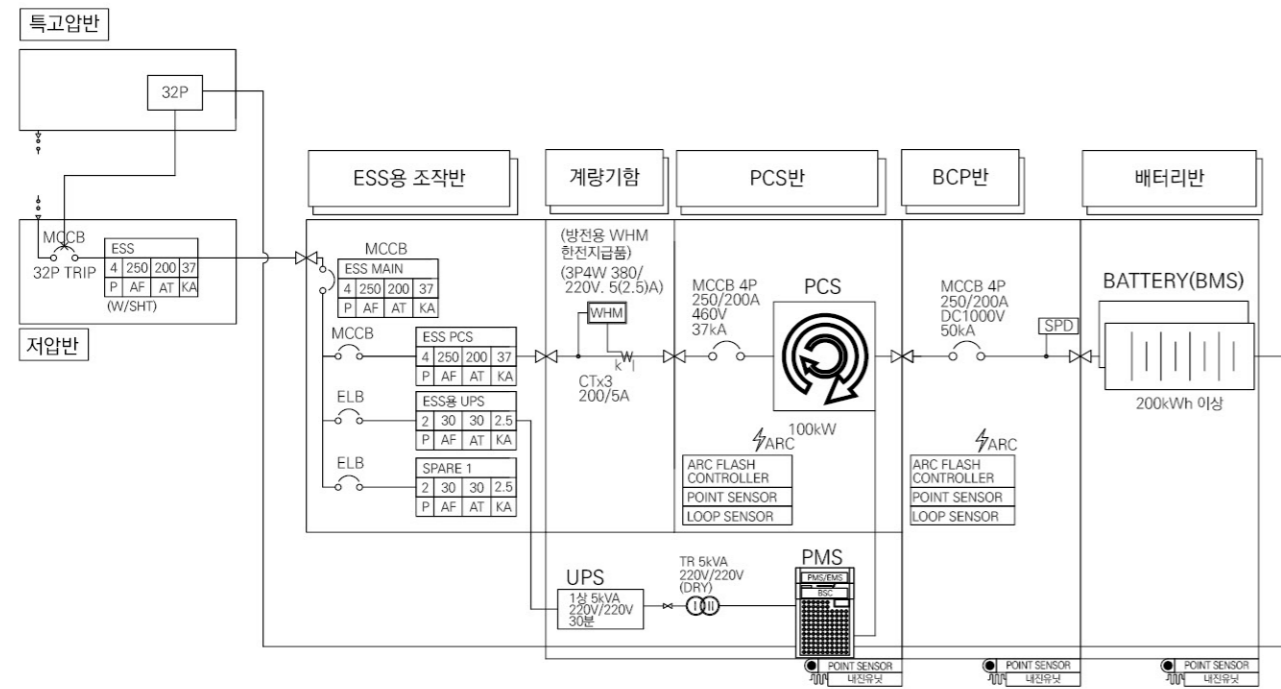 특고압반
32P
MCCB
32P TRIP
ESS
4 250 200 37
P AF AT KA
(W/SHT)
저압반
ESS용 조작반
MCCB
ESS MAIN
4 250 200 37
P AF AT KA
MCCB
ESS PCS
4 250 200 37
P AF AT KA
ELB
ESS용 UPS
2 30 30 2.5
P AF AT KA
ELB
SPARE 1
2 30 30 2.5
P AF AT KA
계량기함
(방전용 WHM
한전지급품)
(3P4W 380/
220V. 5(2.5)A)
WHM
k l
CTx3
200/5A
PCS반
MCCB 4P
250/200A
460V
37kA
PCS
100kW
ARC
ARC FLASH
CONTROLLER
POINT SENSOR
LOOP SENSOR
BCP반
MCCB 4P
250/200A
DC1000V
50kA
SPD
ARC
ARC FLASH
CONTROLLER
POINT SENSOR
LOOP SENSOR
배터리반
BATTERY(BMS)
200kWh 이상
UPS
1상 5kVA
220V/220V
30분
TR 5kVA
220V/220V
(DRY)
I II
PMS
PMS/EMS
BSC
POINT SENSOR
내진유닛
POINT SENSOR
내진유닛
POINT SENSOR
내진유닛